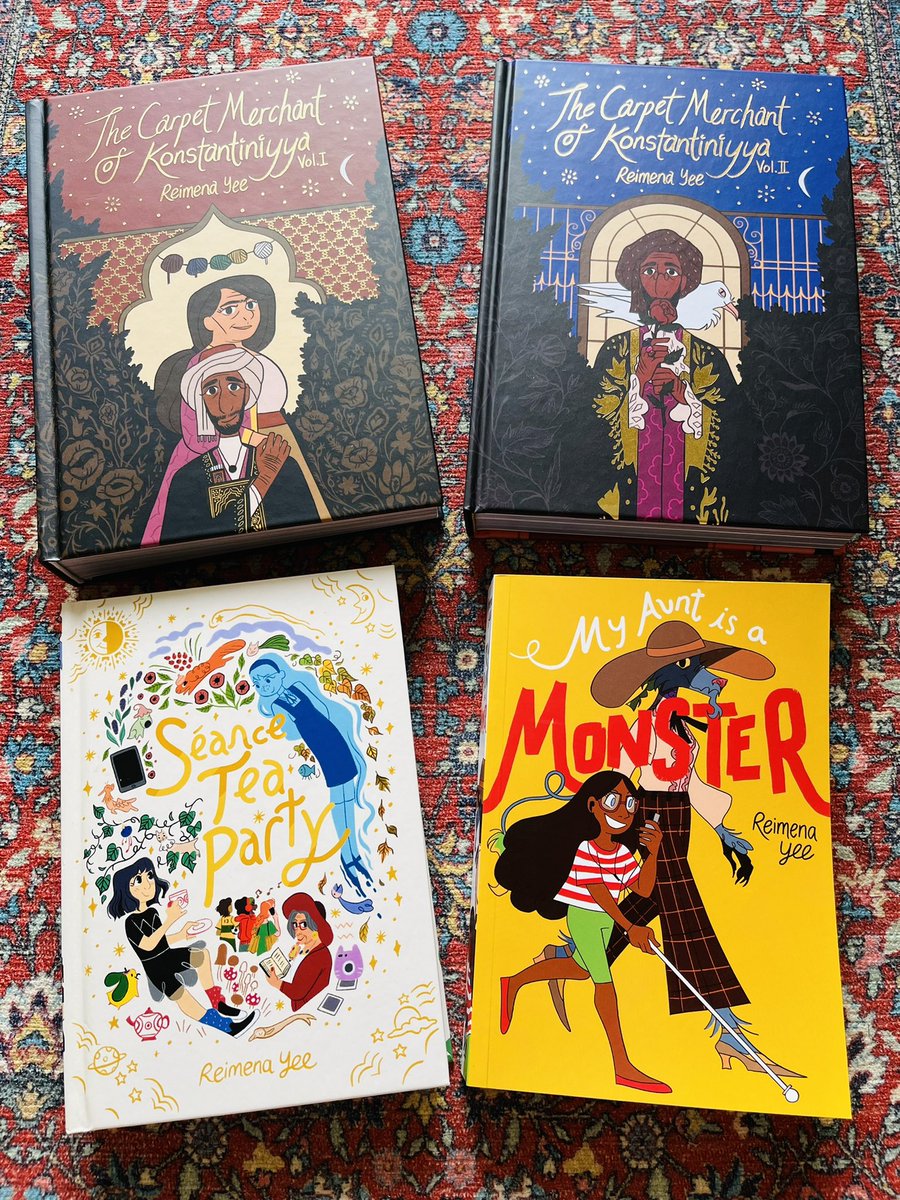 The Carpet Merchant
of Konstantiniyya
Vol. I
Reimena Yee
The Carpet Merchant
of Konstantiniyya
Vol. II
Reimena Yee
Séance
Tea
Party
Reimena Yee
My Aunt is a
MONSTER
Reimena
Yee